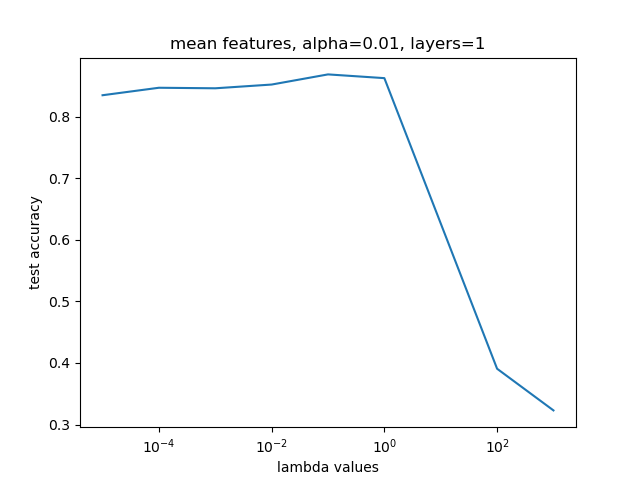 mean features, alpha=0.01, layers=1
test accuracy
0.8
0.7
0.6
0.5
0.4
0.3
10⁻⁴ 10⁻² 10⁰ 10²
lambda values